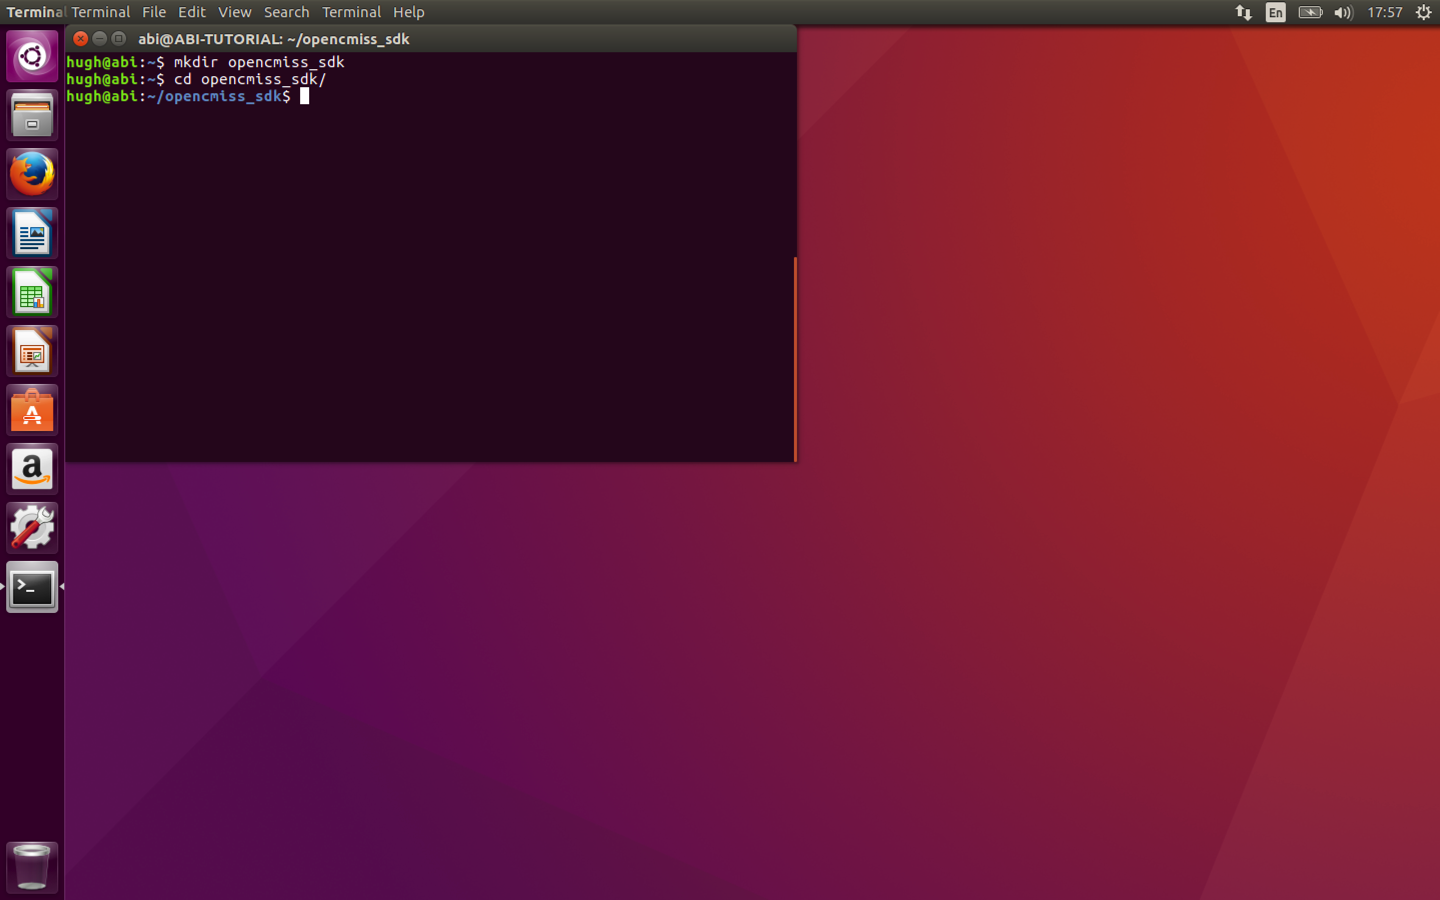 Terminal Terminal File Edit View Search Terminal Help En 17:57
abi@ABI-TUTORIAL: ~/opencmiss_sdk
hugh@abi:~$ mkdir opencmiss_sdk
hugh@abi:~$ cd opencmiss_sdk/
hugh@abi:~/opencmiss_sdk$